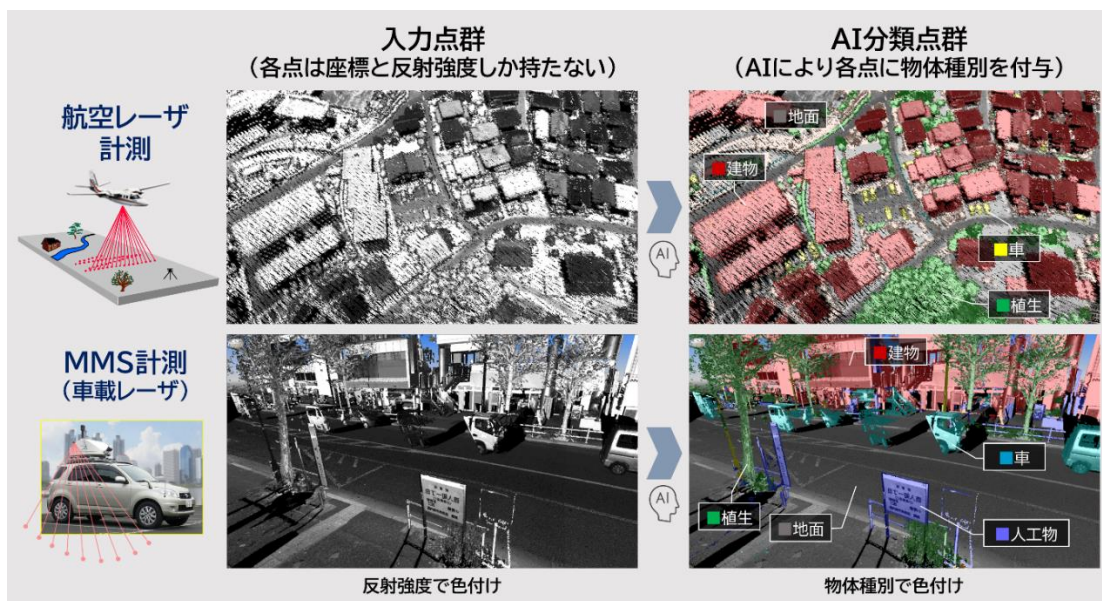 入力点群
(各点は座標と反射強度しか持たない)
AI分類点群
(AIにより各点に物体種別を付与)
航空レーザ
計測
地面
建物
車
植生
AI
MMS計測
(車載レーザ)
建物
車
植生
地面
人工物
AI
反射強度で色付け
物体種別で色付け